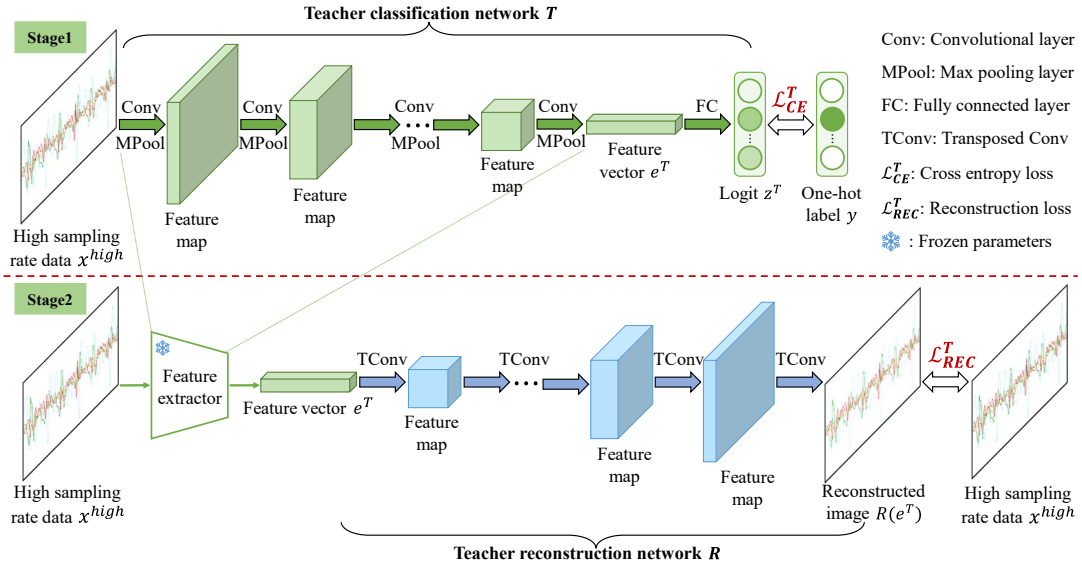 Teacher classification network T
Stage1
Conv
MPool
Conv
MPool
Conv
MPool
Conv
MPool
FC
ℒ_CE^T
Feature map
Feature map
Feature map
Feature vector e^T
Logit z^T
One-hot label y
High sampling rate data x^high
Conv: Convolutional layer
MPool: Max pooling layer
FC: Fully connected layer
TConv: Transposed Conv
ℒ_CE^T: Cross entropy loss
ℒ_REC^T: Reconstruction loss
: Frozen parameters
Stage2
Feature extractor
Feature vector e^T
TConv
TConv
TConv
TConv
ℒ_REC^T
Feature map
Feature map
Feature map
High sampling rate data x^high
Reconstructed image R(e^T)
High sampling rate data x^high
Teacher reconstruction network R